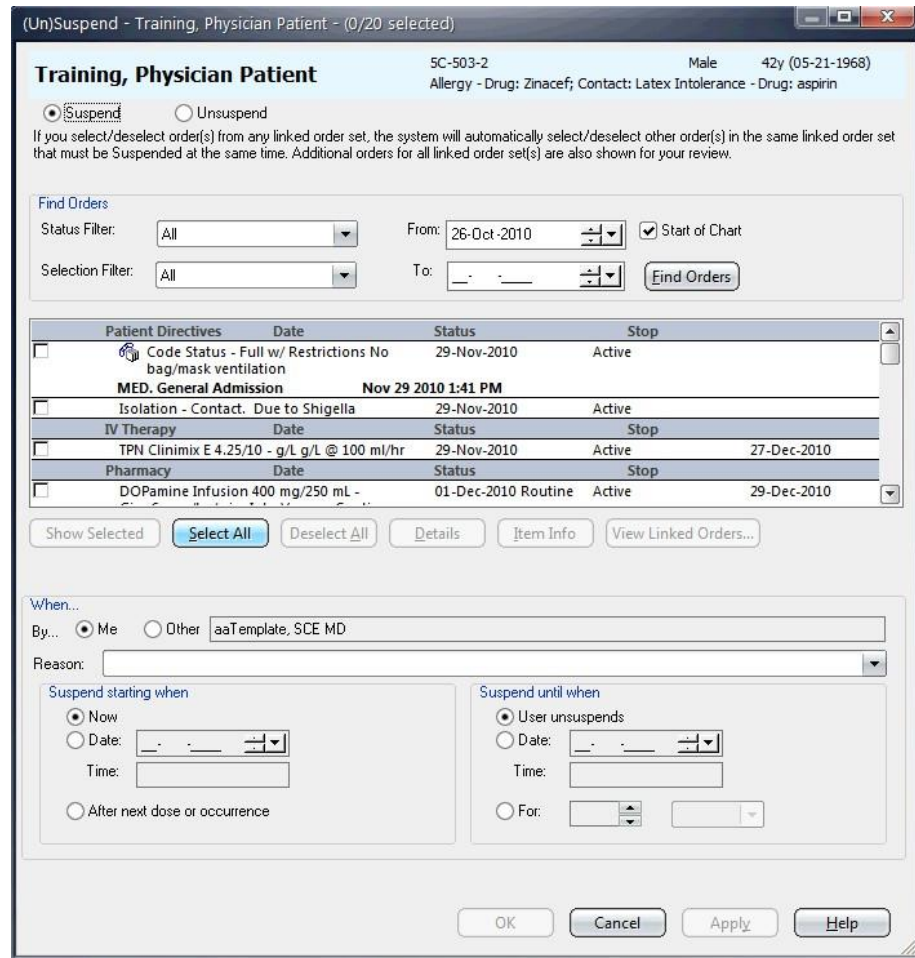 (Un)Suspend - Training, Physician Patient - (0/20 selected)
Training, Physician Patient
5C-503-2 Male 42y (05-21-1968)
Allergy - Drug: Zinacef; Contact: Latex Intolerance - Drug: aspirin
Suspend Unsuspend
If you select/deselect order(s) from any linked order set, the system will automatically select/deselect other order(s) in the same linked order set
that must be Suspended at the same time. Additional orders for all linked order set(s) are also shown for your review.
Find Orders
Status Filter: All From: 26-Oct-2010 Start of Chart
Selection Filter: All To: __-__-____ Find Orders
Patient Directives Date Status Stop
Code Status - Full w/ Restrictions No 29-Nov-2010 Active
bag/mask ventilation
MED. General Admission Nov 29 2010 1:41 PM
Isolation - Contact. Due to Shigella 29-Nov-2010 Active
IV Therapy Date Status Stop
TPN Clinimix E 4.25/10 - g/L g/L @ 100 ml/hr 29-Nov-2010 Active 27-Dec-2010
Pharmacy Date Status Stop
DOPamine Infusion 400 mg/250 mL - 01-Dec-2010 Routine Active 29-Dec-2010
Show Selected Select All Deselect All Details Item Info View Linked Orders...
When...
By... Me Other aaTemplate, SCE MD
Reason:
Suspend starting when
Now
Date: __-__-____
Time:
After next dose or occurrence
Suspend until when
User unsuspends
Date: __-__-____
Time:
For:
OK Cancel Apply Help